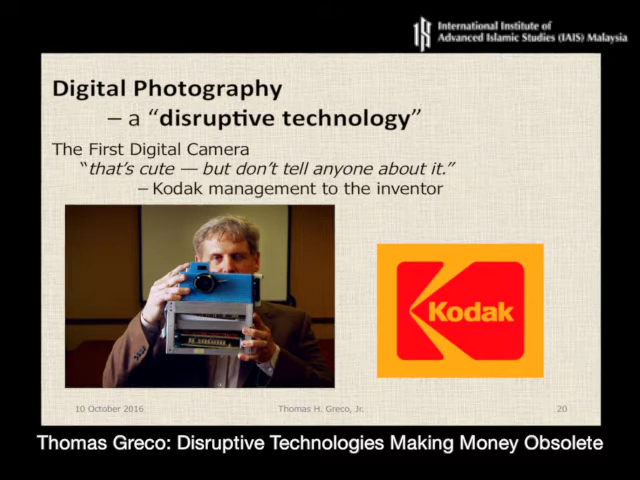 International Institute of
Advanced Islamic Studies (IAIS) Malaysia
Digital Photography
– a “disruptive technology”
The First Digital Camera
“that’s cute — but don’t tell anyone about it.”
– Kodak management to the inventor
Kodak
10 October 2016
Thomas H. Greco, Jr.
20
Thomas Greco: Disruptive Technologies Making Money Obsolete